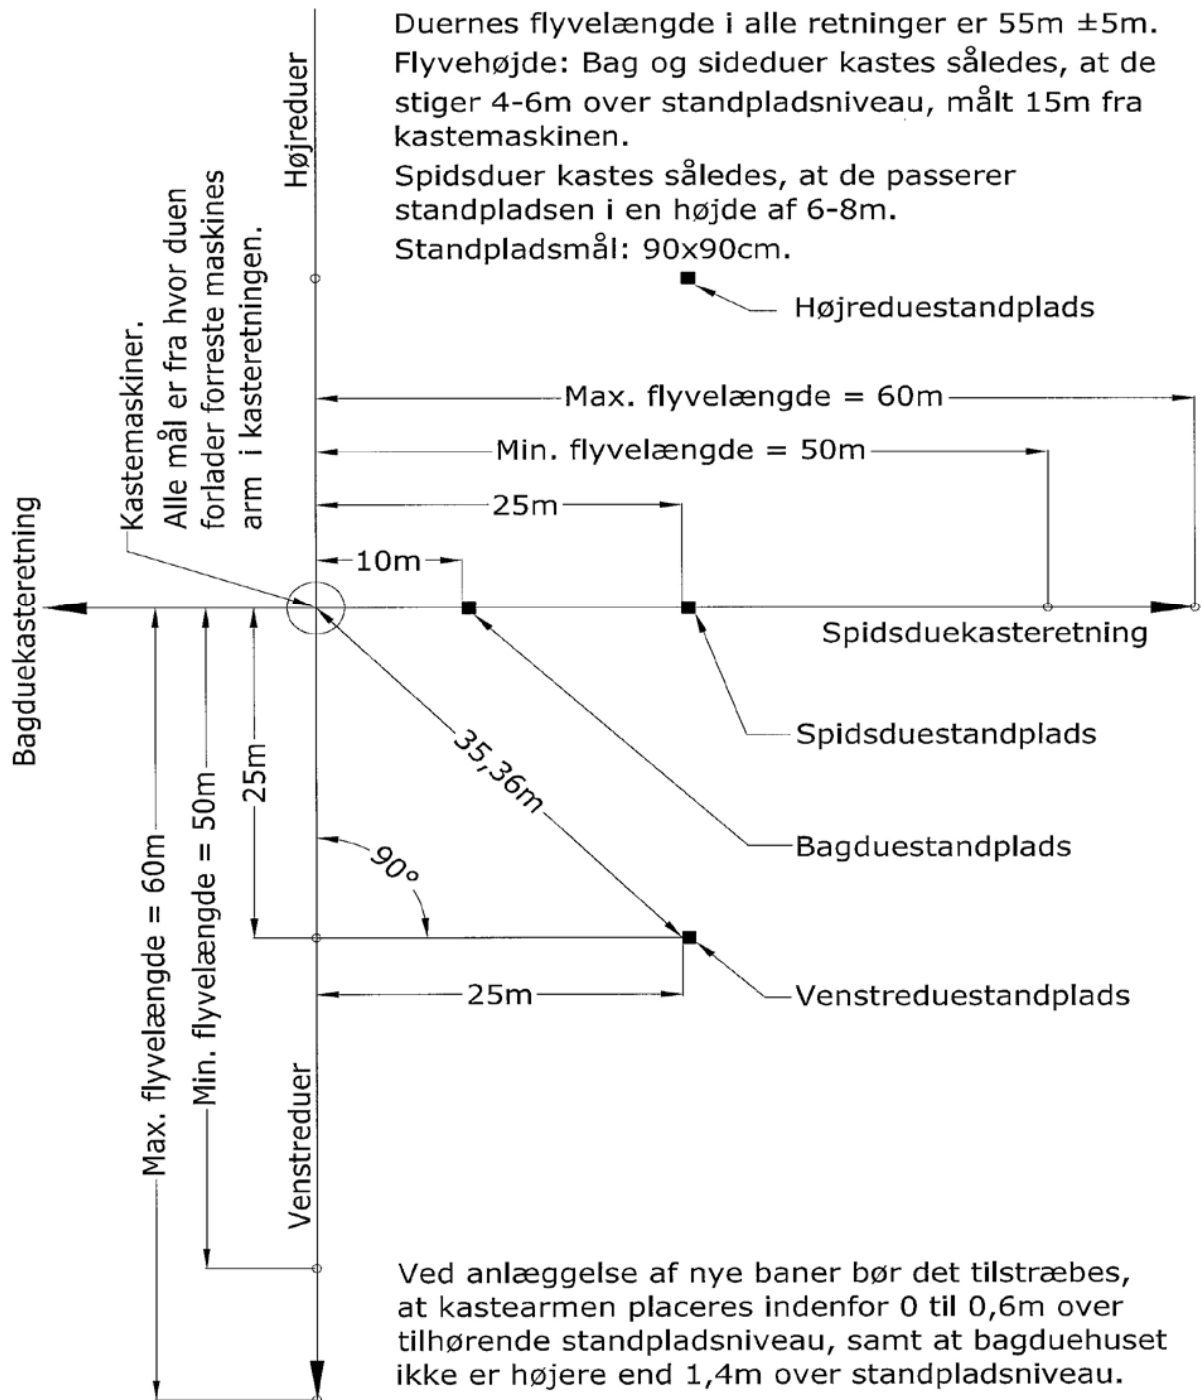 Duernes flyvelængde i alle retninger er 55m ±5m.
Flyvehøjde: Bag og sideduer kastes således, at de
stiger 4-6m over standpladsniveau, målt 15m fra
kastemaskinen.
Spidsduer kastes således, at de passerer
standpladsen i en højde af 6-8m.
Standpladsmål: 90x90cm.
Højreduer
Højreduestandplads
Kastemaskiner.
Alle mål er fra hvor duen
forlader forreste maskines
arm i kasteretningen.
Max. flyvelængde = 60m
Min. flyvelængde = 50m
25m
10m
Bagduekasteretning
Spidsduekasteretning
Spidsduestandplads
35,36m
25m
Bagduestandplads
90°
Max. flyvelængde = 60m
Min. flyvelængde = 50m
25m
Venstreduestandplads
Venstreduer
Ved anlæggelse af nye baner bør det tilstræbes,
at kastearmen placeres indenfor 0 til 0,6m over
tilhørende standpladsniveau, samt at bagduehuset
ikke er højere end 1,4m over standpladsniveau.